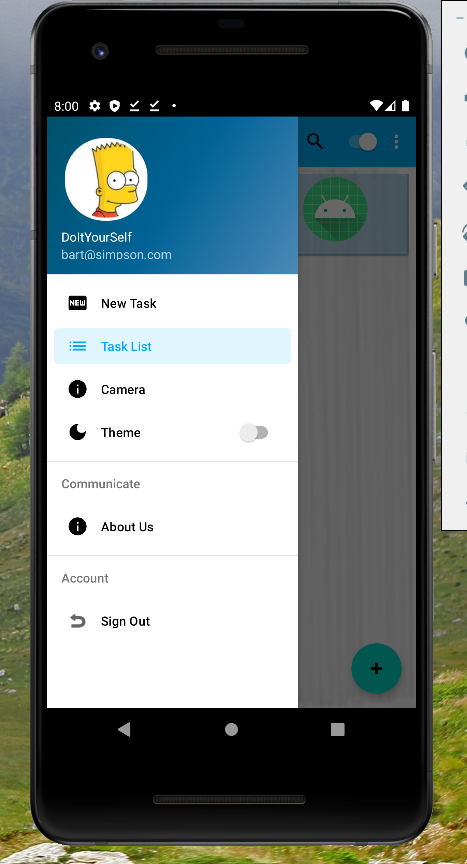 8:00
DoItYourSelf
bart@simpson.com
NEW New Task
Task List
Camera
Theme
Communicate
About Us
Account
Sign Out